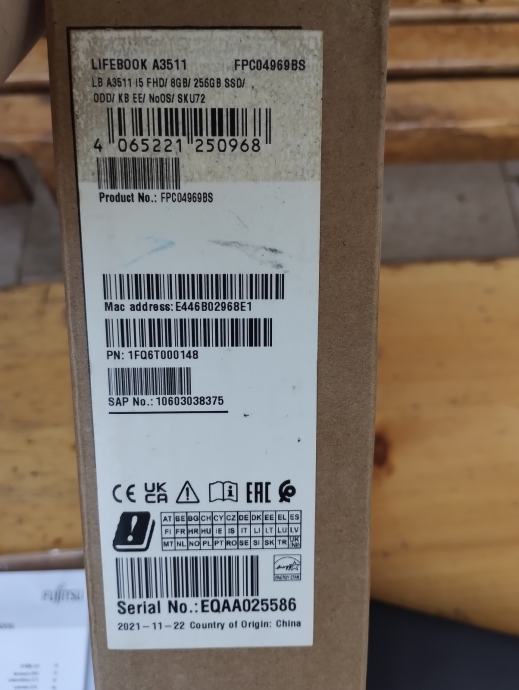 LIFEBOOK A3511 FPC04969BS
LB A3511 i5 FHD/ 8GB/ 256GB SSD/
ODD/ KB EE/ NoOS/ SKU72
4 065221 250968
Product No.: FPC04969BS
Mac address:E446B02968E1
PN: 1FQ6T000148
SAP No.: 10603038375
CE UK CA EAC
AT BE BG CH CY CZ DE DK EE EL ES
FI FR HR HU IE IS IT LI LT LU LV
MT NL NO PL PT RO SE SI SK TR UK NI
ENERGY STAR
Serial No.:EQAA025586
2021-11-22 Country of Origin: China
FUJITSU